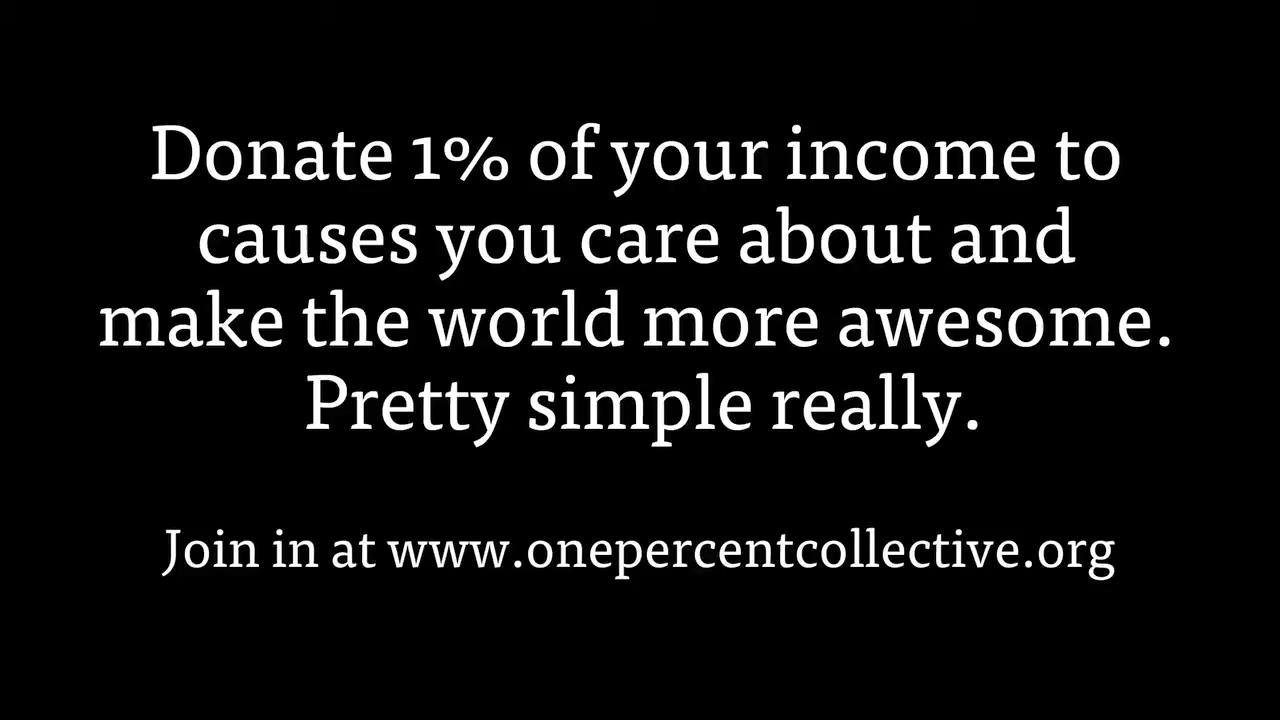 Donate 1% of your income to
causes you care about and
make the world more awesome.
Pretty simple really.
Join in at www.onepercentcollective.org